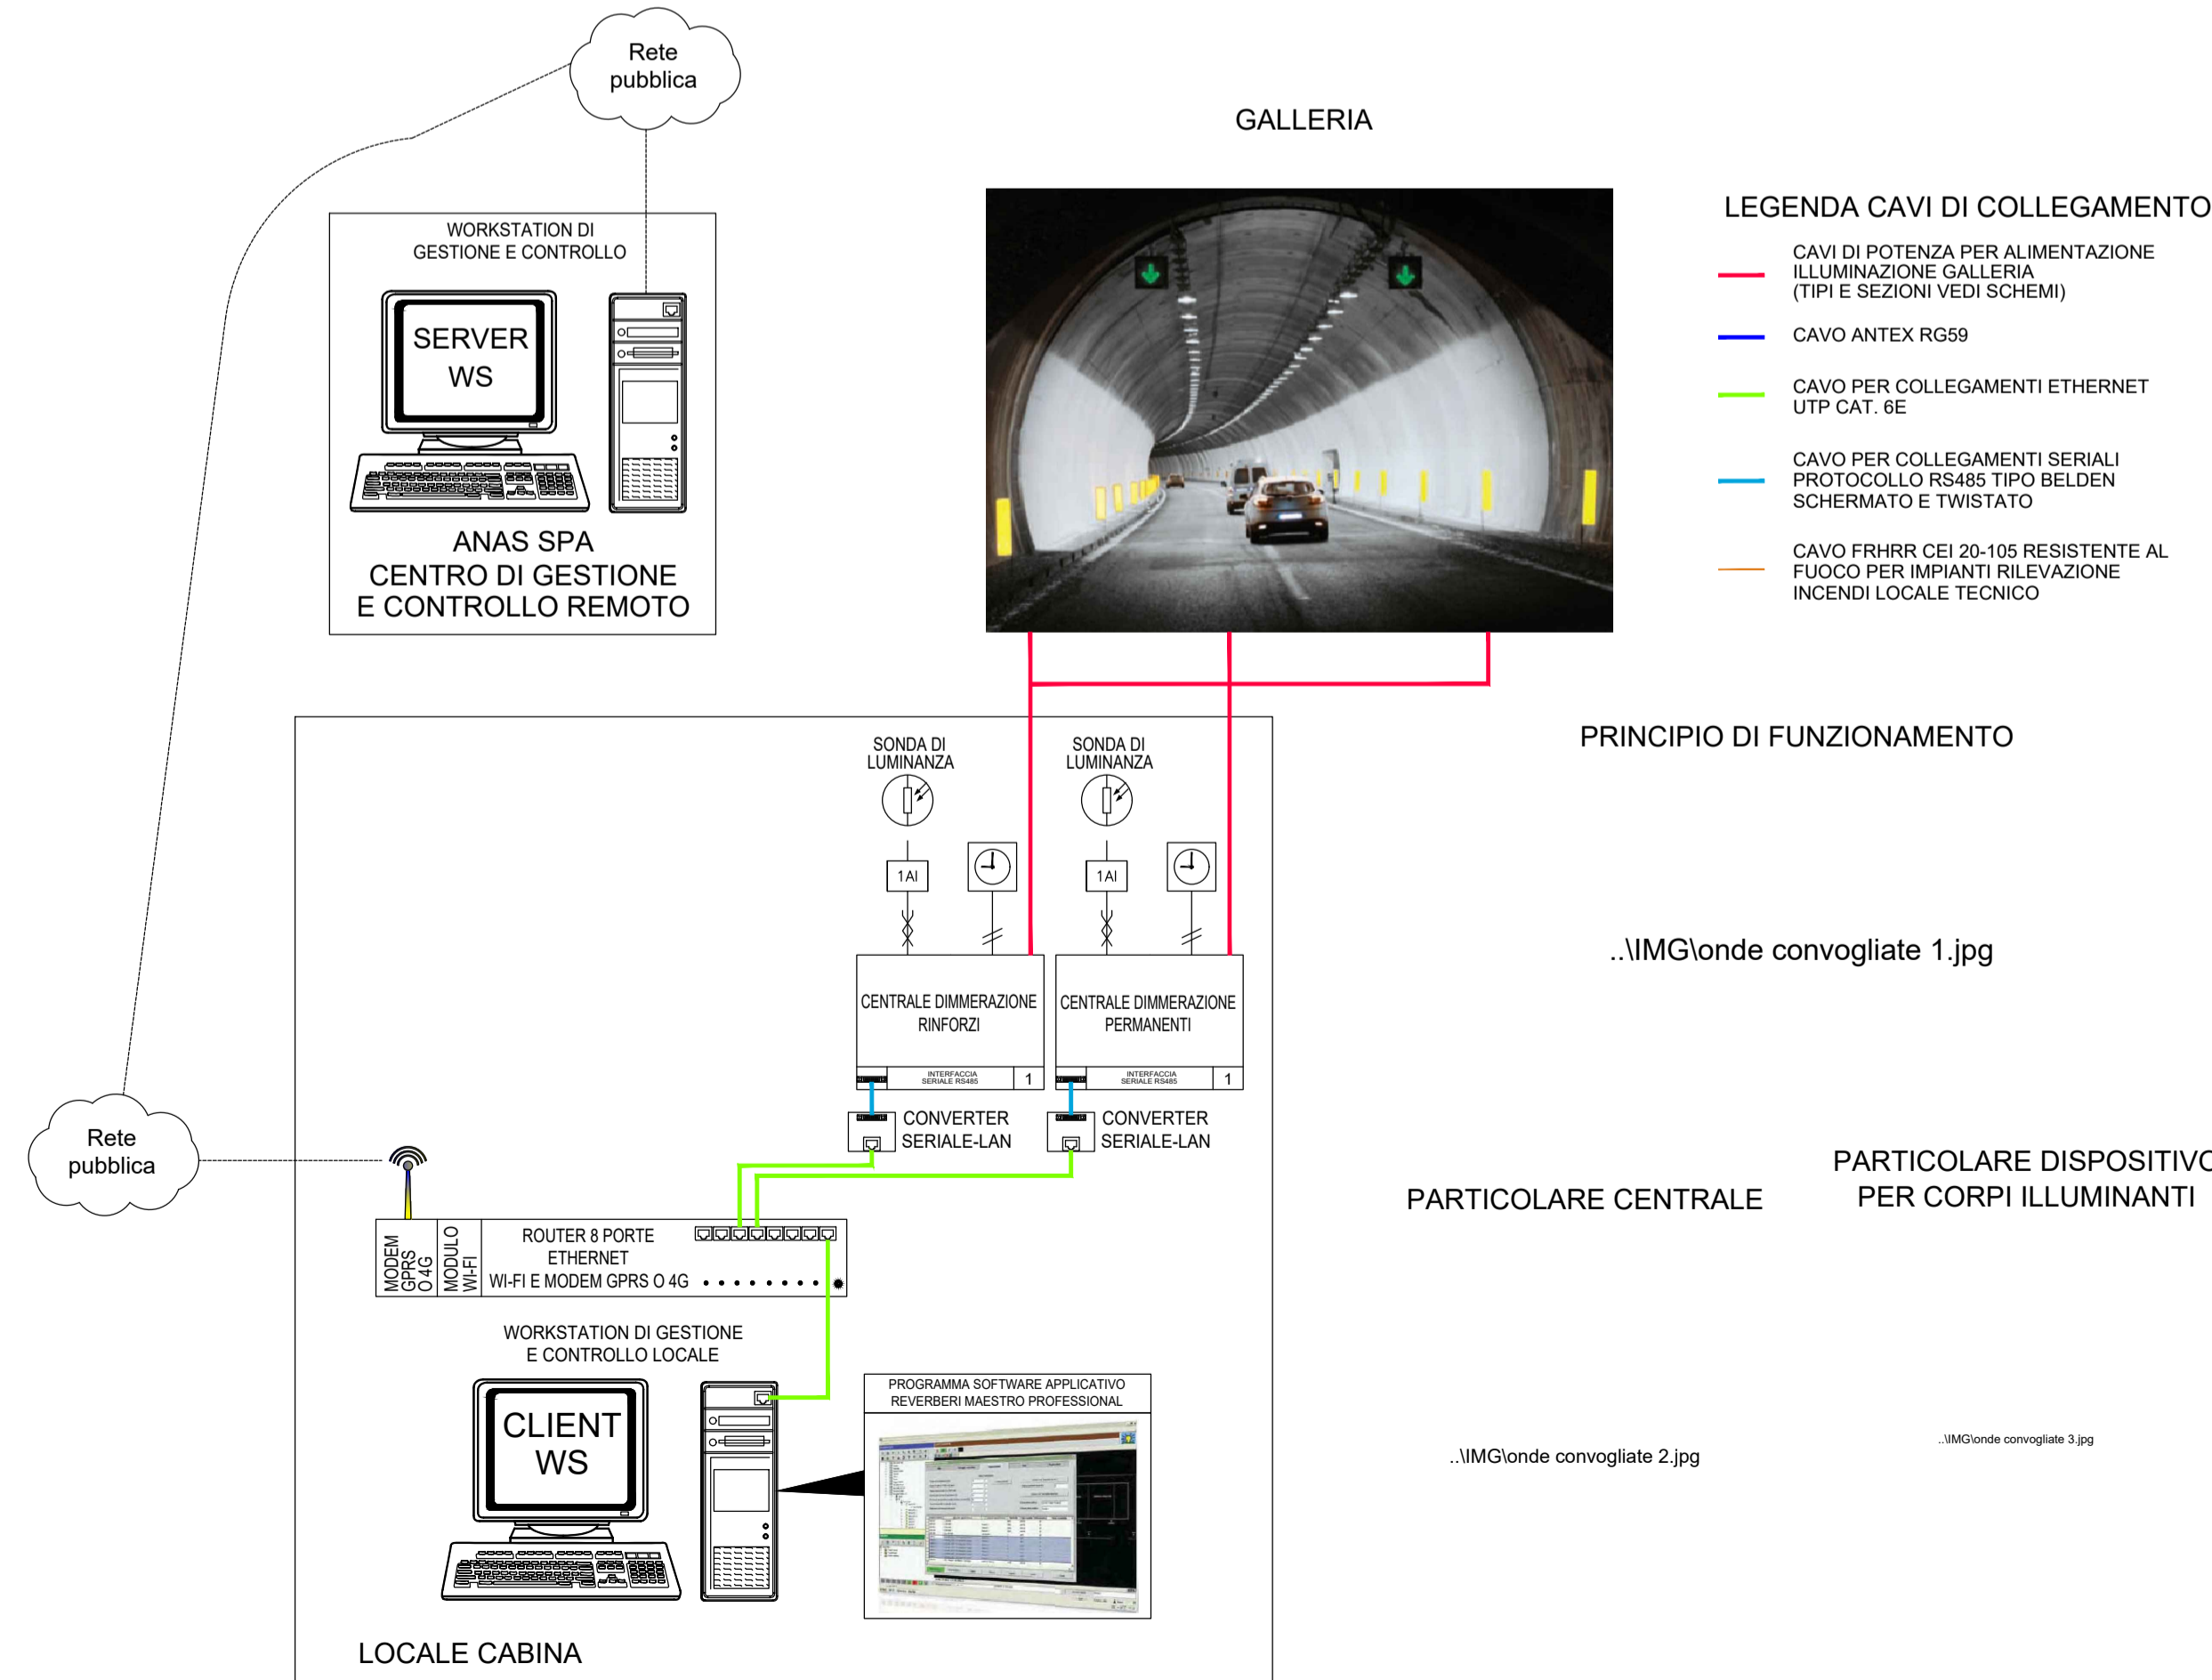 Rete
pubblica
GALLERIA
WORKSTATION DI
GESTIONE E CONTROLLO
SERVER
WS
ANAS SPA
CENTRO DI GESTIONE
E CONTROLLO REMOTO
LEGENDA CAVI DI COLLEGAMENTO
CAVI DI POTENZA PER ALIMENTAZIONE
ILLUMINAZIONE GALLERIA
(TIPI E SEZIONI VEDI SCHEMI)
CAVO ANTEX RG59
CAVO PER COLLEGAMENTI ETHERNET
UTP CAT. 6E
CAVO PER COLLEGAMENTI SERIALI
PROTOCOLLO RS485 TIPO BELDEN
SCHERMATO E TWISTATO
CAVO FRHRR CEI 20-105 RESISTENTE AL
FUOCO PER IMPIANTI RILEVAZIONE
INCENDI LOCALE TECNICO
SONDA DI
LUMINANZA
1AI
CENTRALE DIMMERAZIONE
RINFORZI
INTERFACCIA
SERIALE RS485
1
CONVERTER
SERIALE-LAN
SONDA DI
LUMINANZA
1AI
CENTRALE DIMMERAZIONE
PERMANENTI
INTERFACCIA
SERIALE RS485
1
CONVERTER
SERIALE-LAN
PRINCIPIO DI FUNZIONAMENTO
..\IMG\onde convogliate 1.jpg
Rete
pubblica
MODEM
GPRS
O 4G
MODULO
WI-FI
ROUTER 8 PORTE
ETHERNET
WI-FI E MODEM GPRS O 4G
PARTICOLARE CENTRALE
PARTICOLARE DISPOSITIVO
PER CORPI ILLUMINANTI
WORKSTATION DI GESTIONE
E CONTROLLO LOCALE
CLIENT
WS
PROGRAMMA SOFTWARE APPLICATIVO
REVERBERI MAESTRO PROFESSIONAL
..\IMG\onde convogliate 2.jpg
..\IMG\onde convogliate 3.jpg
LOCALE CABINA